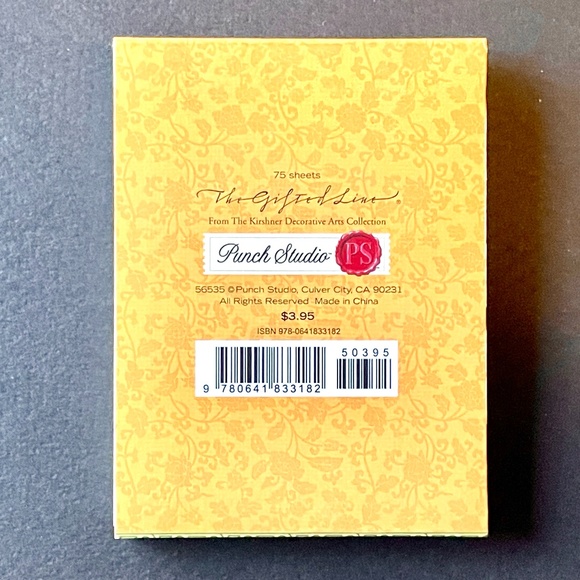 75 sheets
The Gifted Line®
From The Kirshner Decorative Arts Collection
Punch Studio™ PS
56535 ©Punch Studio, Culver City, CA 90231
All Rights Reserved Made in China
$3.95
ISBN 978-0641833182
50395
9 780641 833182